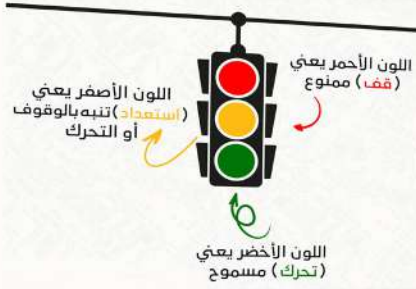 اللون الأحمر يعني
(قف) ممنوع
اللون الأصفر يعني
(استعداد) تنبه بالوقوف
أو التحرك
اللون الأخضر يعني
(تحرك) مسموح